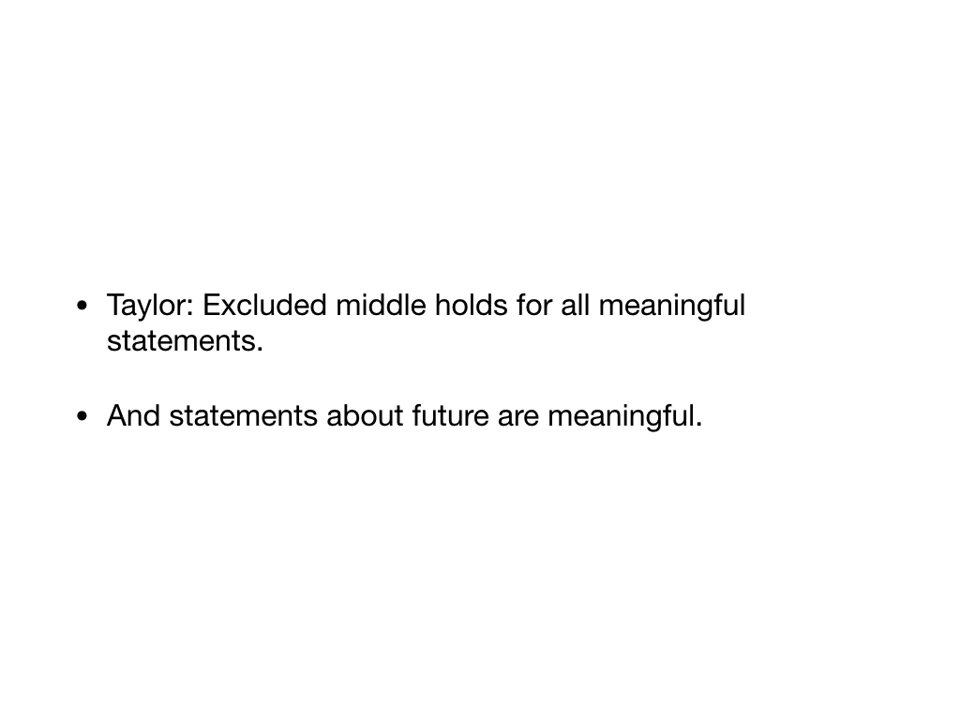 • Taylor: Excluded middle holds for all meaningful
statements.
• And statements about future are meaningful.